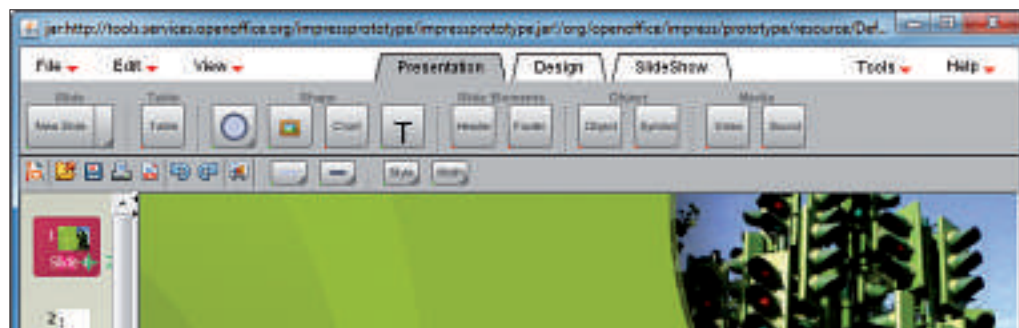 jar:http://tools.services.openoffice.org/impressprototype/impressprototype.jar!/org/openoffice/impress/prototype/resource/Def...
File Edit View Presentation Design SlideShow Tools Help
Slide Table Shape Slide Elements Object Media
New Slide Table Chart T Header Footer Object Symbol Video Sound
Style Width
1
Slide
2